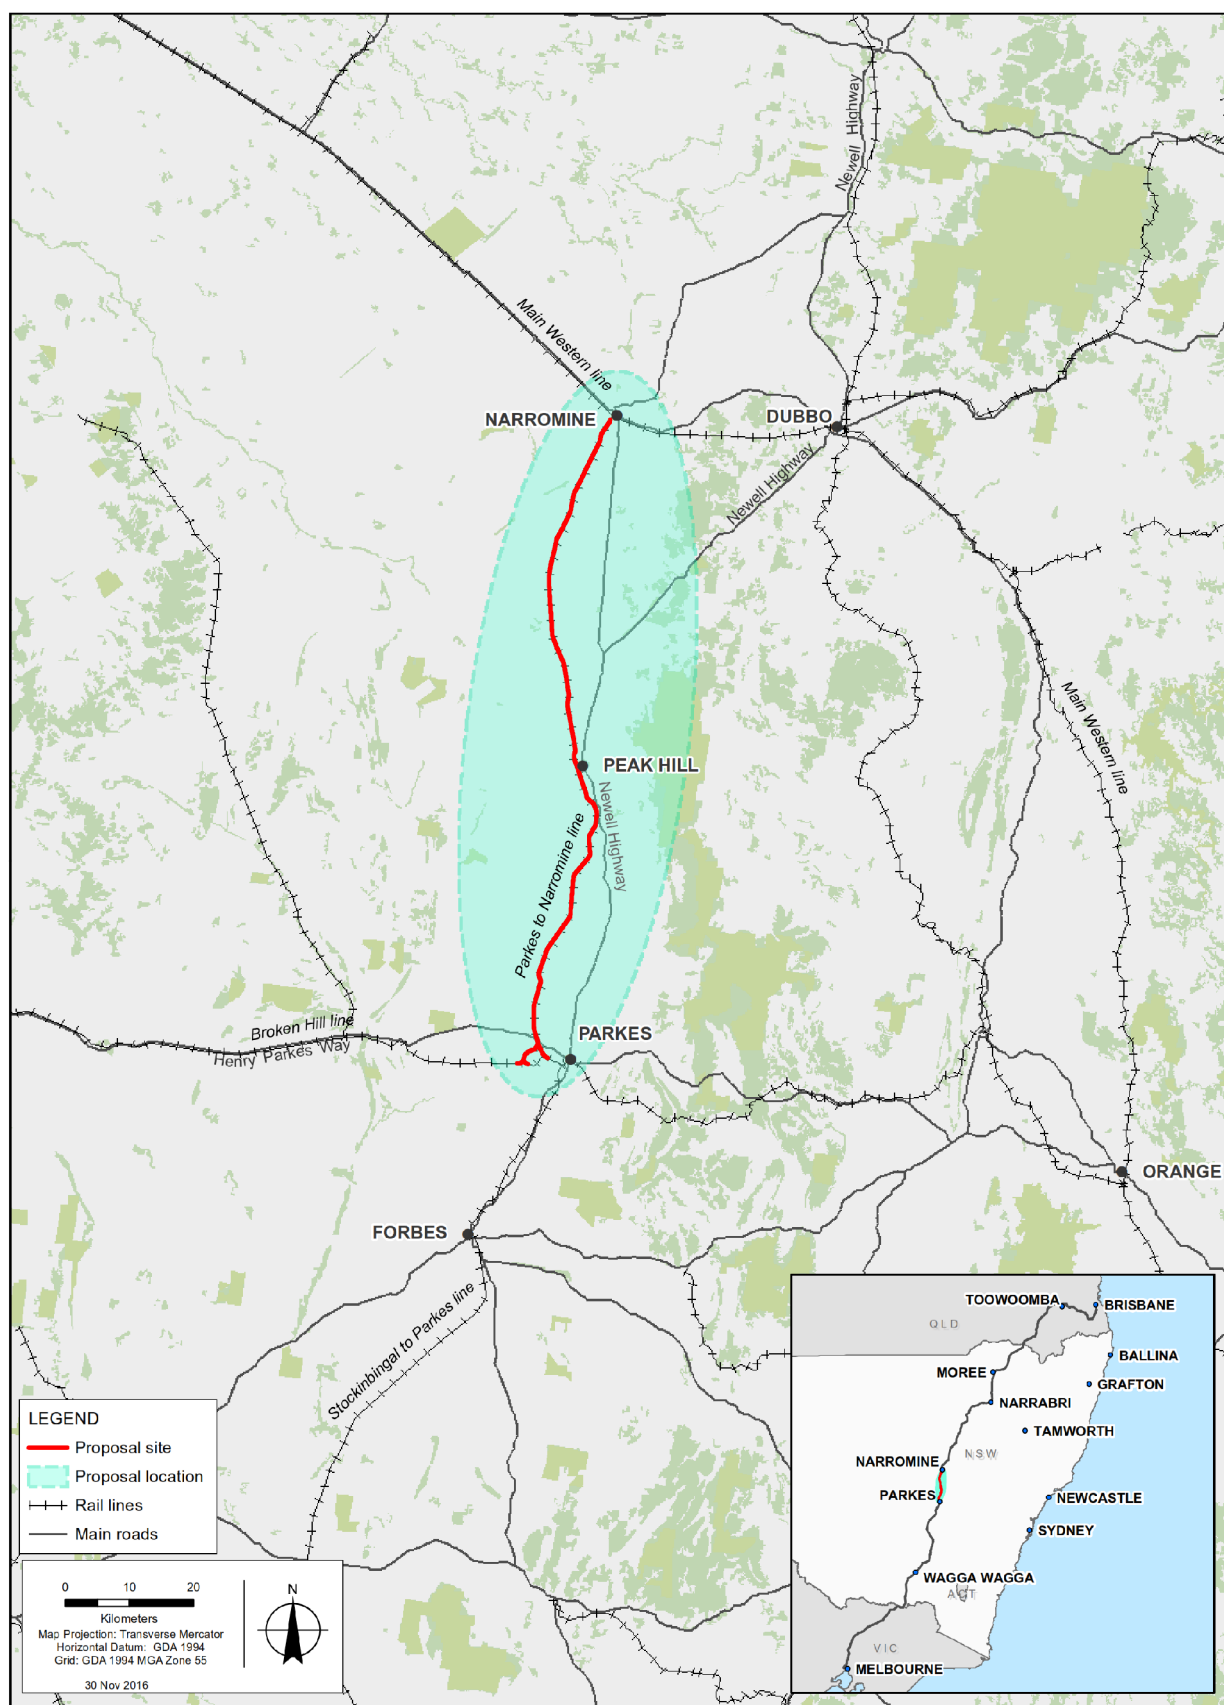 Newell Highway
Main Western line
NARROMINE
DUBBO
Newell Highway
Main Western line
PEAK HILL
Newell Highway
Parkes to Narromine line
Broken Hill line
Henry Parkes Way
PARKES
ORANGE
FORBES
Stockinbingal to Parkes line
LEGEND
Proposal site
Proposal location
Rail lines
Main roads
0 10 20
Kilometers
Map Projection: Transverse Mercator
Horizontal Datum: GDA 1994
Grid: GDA 1994 MGA Zone 55
30 Nov 2016
N
TOOWOOMBA
BRISBANE
QLD
BALLINA
MOREE
GRAFTON
NARRABRI
TAMWORTH
NSW
NARROMINE
PARKES
NEWCASTLE
SYDNEY
WAGGA WAGGA
ACT
VIC
MELBOURNE